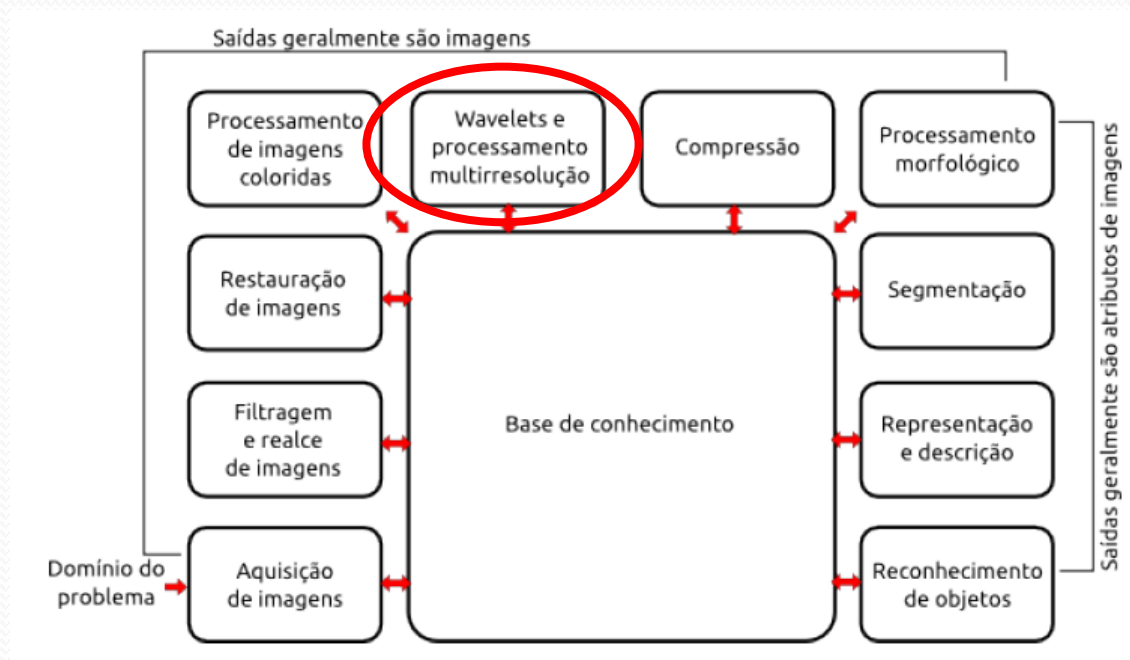 Saídas geralmente são imagens
Processamento
de imagens
coloridas
Wavelets e
processamento
multirresolução
Compressão
Processamento
morfológico
Restauração
de imagens
Segmentação
Filtragem
e realce
de imagens
Base de conhecimento
Representação
e descrição
Domínio do
problema
Aquisição
de imagens
Reconhecimento
de objetos
Saídas geralmente são atributos de imagens